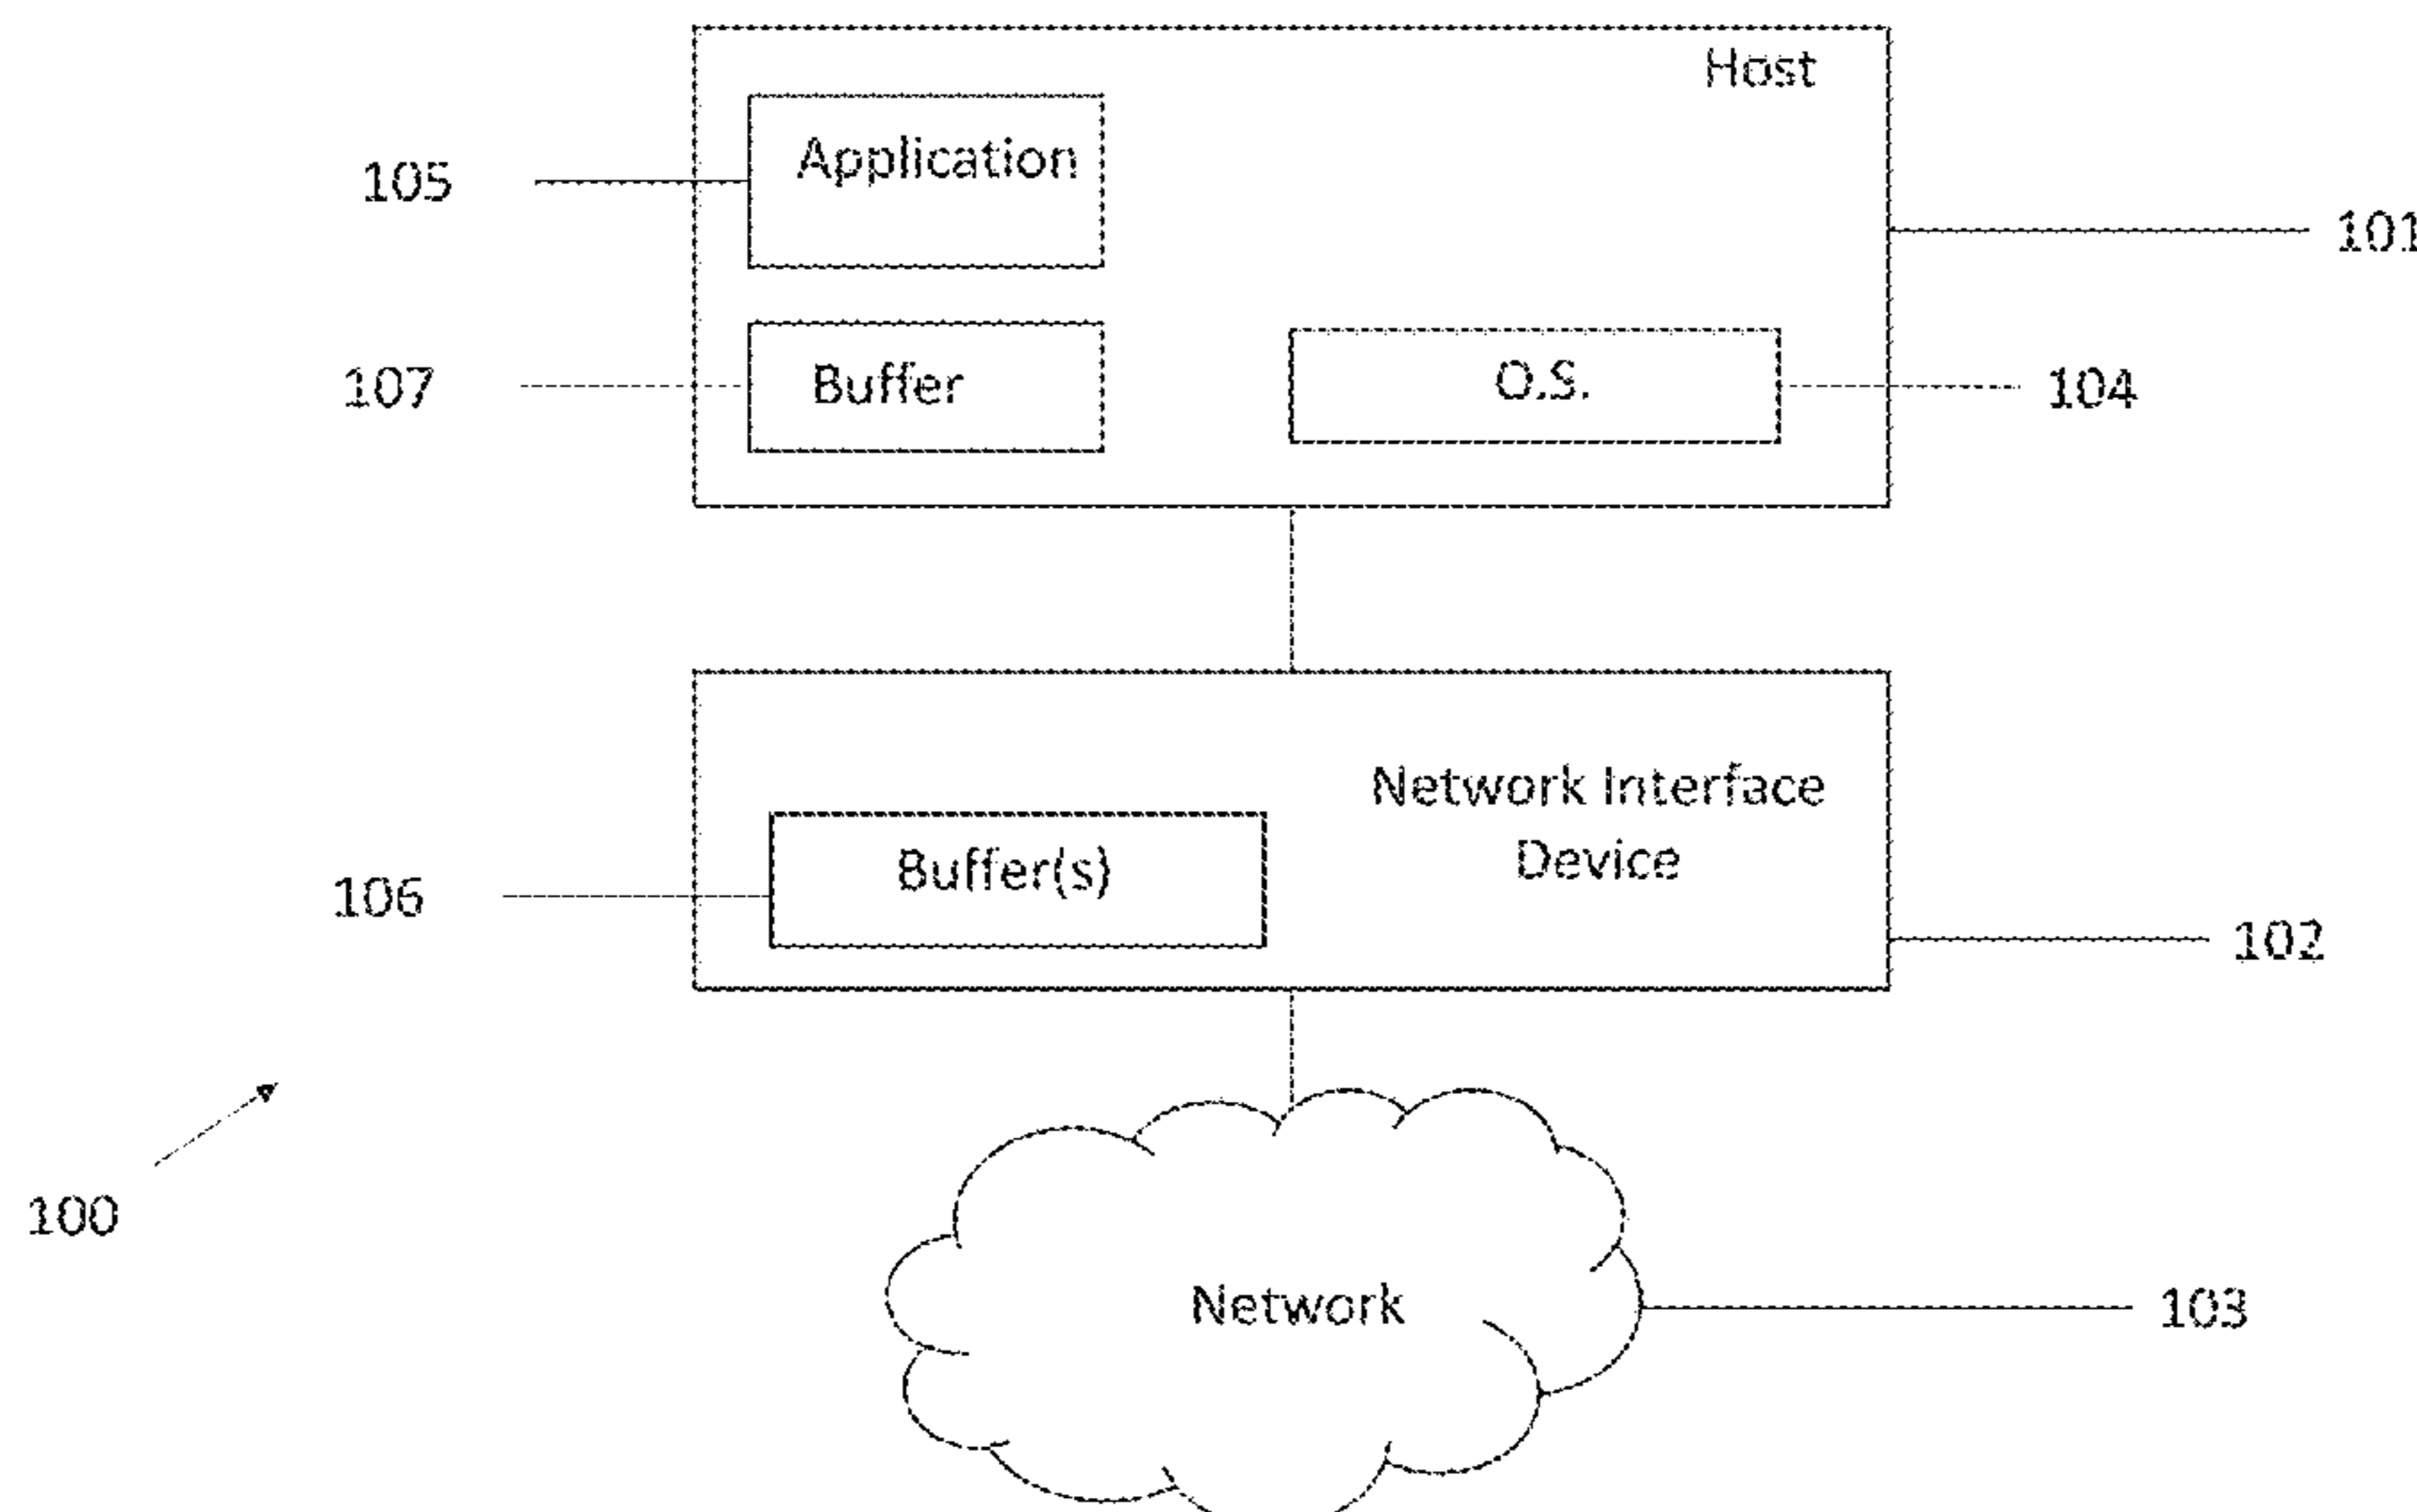 Host
Application
105
101
107
Buffer
O.S.
104
Network Interface
Device
Buffer(s)
106
102
100
Network
103